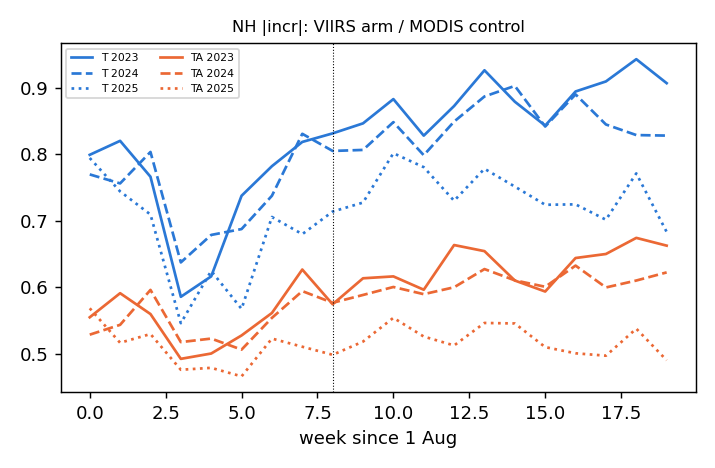 NH |incr|: VIIRS arm / MODIS control
T 2023 TA 2023
T 2024 TA 2024
T 2025 TA 2025
0.9
0.8
0.7
0.6
0.5
0.0 2.5 5.0 7.5 10.0 12.5 15.0 17.5
week since 1 Aug